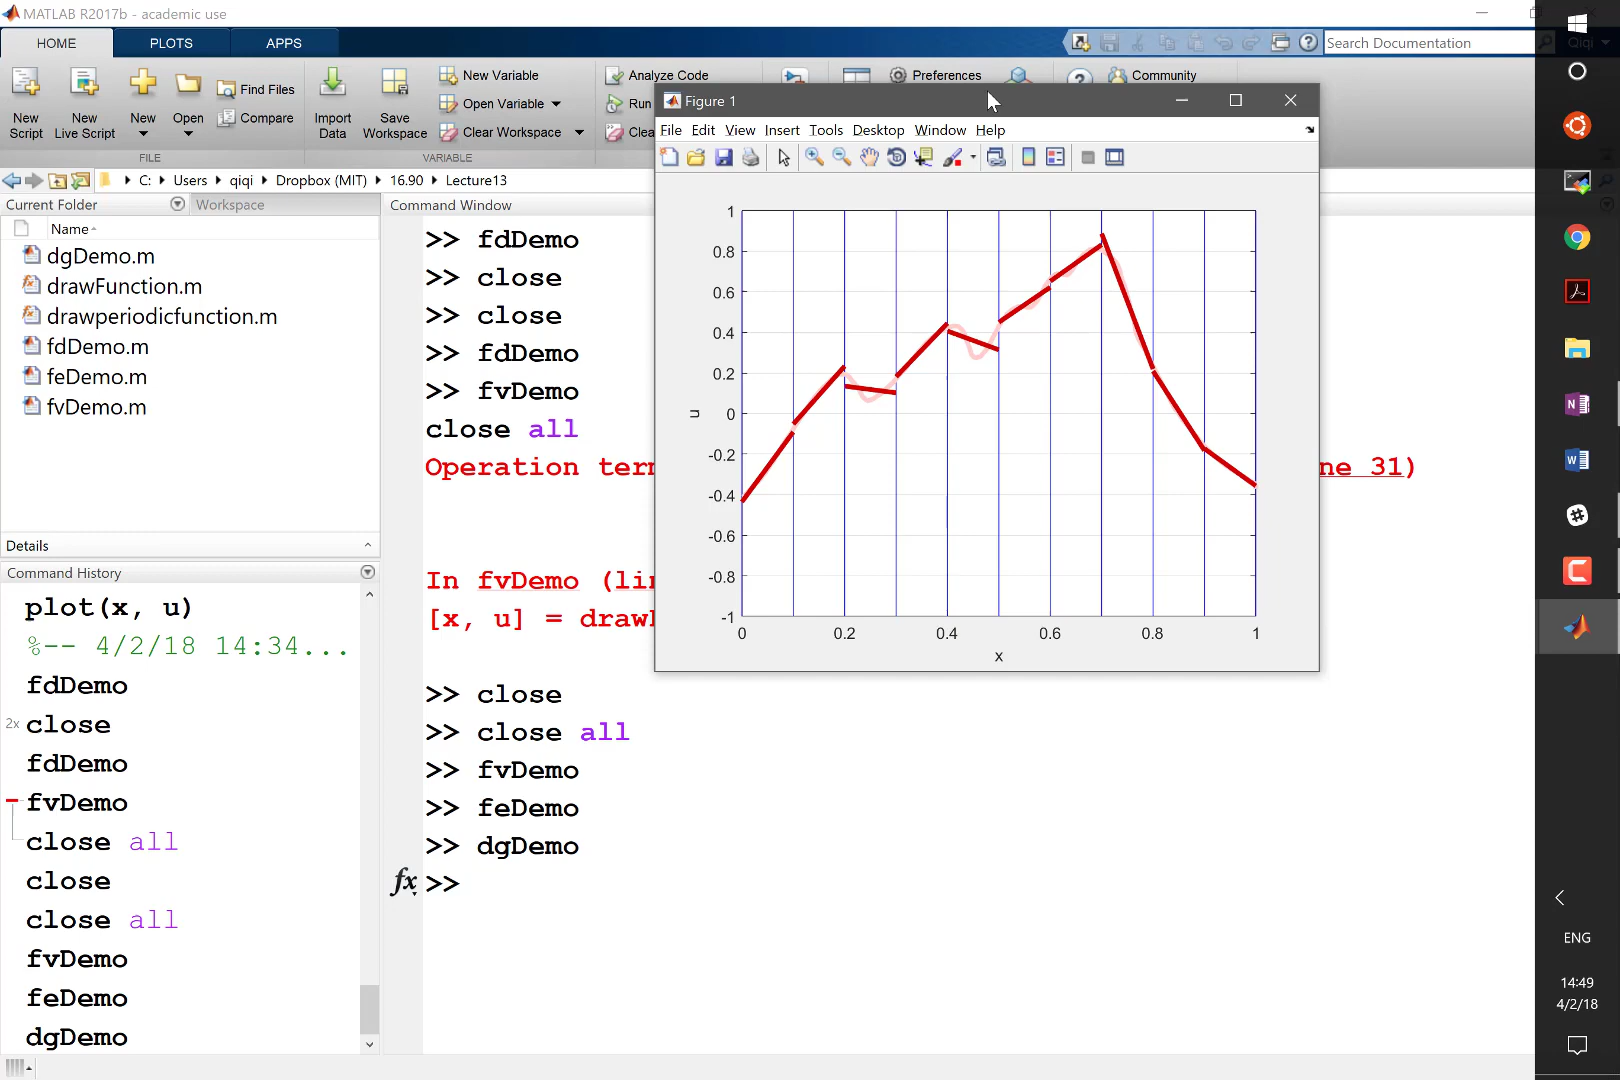 MATLAB R2017b - academic use
HOME PLOTS APPS
Search Documentation
Qiqi
New Script
New Live Script
New
Open
Find Files
Compare
FILE
Import Data
Save Workspace
New Variable
Open Variable
Clear Workspace
VARIABLE
Analyze Code
Run
Clea
Preferences
Community
C: Users qiqi Dropbox (MIT) 16.90 Lecture13
Current Folder
Workspace
Name
dgDemo.m
drawFunction.m
drawperiodicfunction.m
fdDemo.m
feDemo.m
fvDemo.m
Details
Command History
plot(x, u)
%-- 4/2/18 14:34...
fdDemo
2x close
fdDemo
fvDemo
close all
close
close all
fvDemo
feDemo
dgDemo
Command Window
>> fdDemo
>> close
>> close
>> fdDemo
>> fvDemo
close all
Operation term
ne 31)
In fvDemo (lin
[x, u] = draw
>> close
>> close all
>> fvDemo
>> feDemo
>> dgDemo
fx >>
Figure 1
File Edit View Insert Tools Desktop Window Help
1
0.8
0.6
0.4
0.2
0
-0.2
-0.4
-0.6
-0.8
-1
u
0 0.2 0.4 0.6 0.8 1
x
ENG
14:49
4/2/18